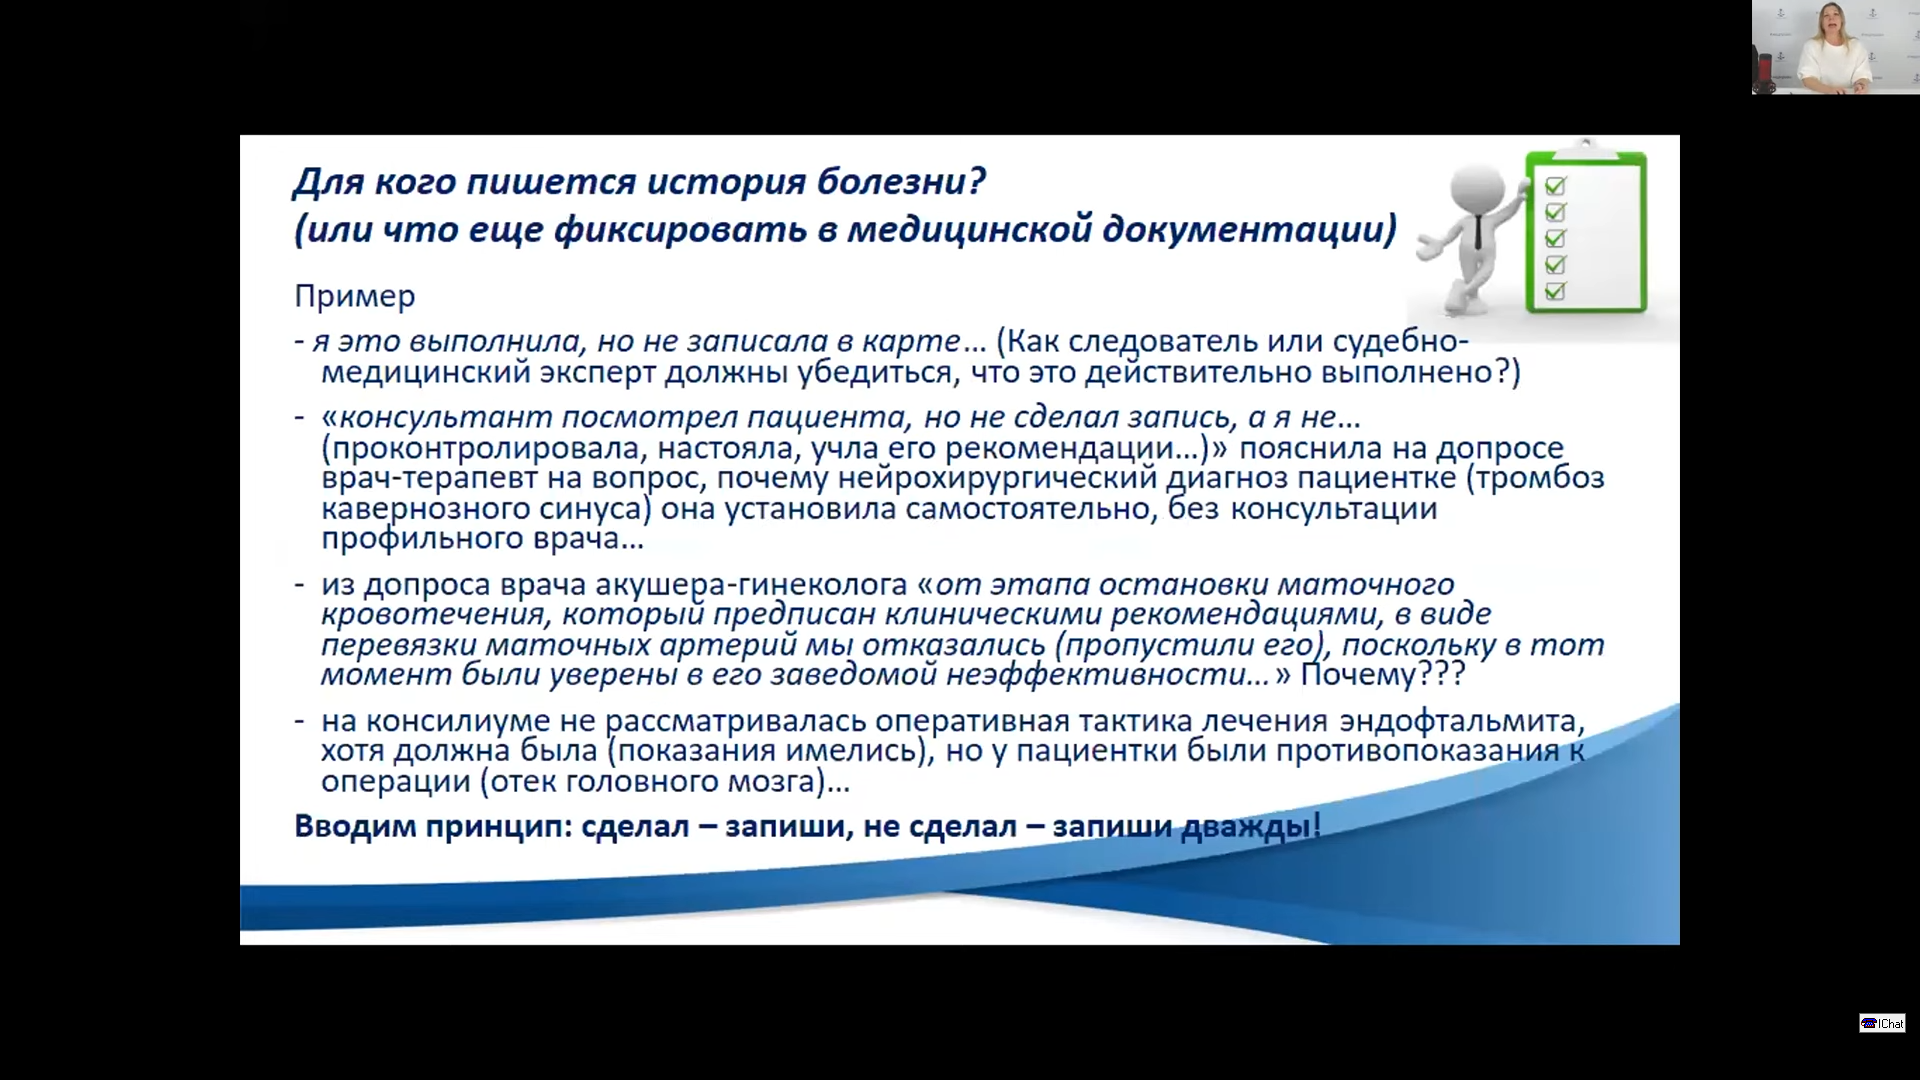 Для кого пишется история болезни?
(или что еще фиксировать в медицинской документации)
Пример
- я это выполнила, но не записала в карте… (Как следователь или судебно-
медицинский эксперт должны убедиться, что это действительно выполнено?)
- «консультант посмотрел пациента, но не сделал запись, а я не…
(проконтролировала, настояла, учла его рекомендации…)» пояснила на допросе
врач-терапевт на вопрос, почему нейрохирургический диагноз пациентке (тромбоз
кавернозного синуса) она установила самостоятельно, без консультации
профильного врача…
- из допроса врача акушера-гинеколога «от этапа остановки маточного
кровотечения, который предписан клиническими рекомендациями, в виде
перевязки маточных артерий мы отказались (пропустили его), поскольку в тот
момент были уверены в его заведомой неэффективности…» Почему???
- на консилиуме не рассматривалась оперативная тактика лечения эндофтальмита,
хотя должна была (показания имелись), но у пациентки были противопоказания к
операции (отек головного мозга)…
Вводим принцип: сделал – запиши, не сделал – запиши дважды!
IChat